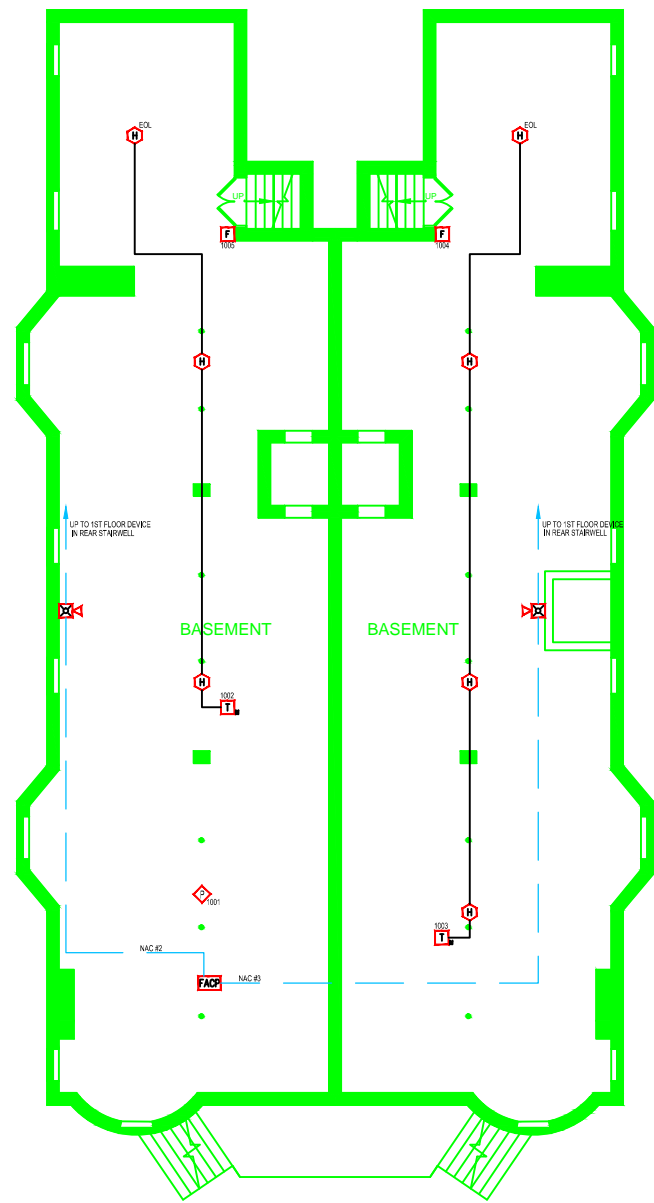 EOL
EOL
H
H
UP
UP
F
1005
F
1004
H
H
UP TO 1ST FLOOR DEVICE
IN REAR STAIRWELL
UP TO 1ST FLOOR DEVICE
IN REAR STAIRWELL
BASEMENT
BASEMENT
H
H
1002
T
P
1001
H
1003
T
NAC #2
NAC #3
FACP